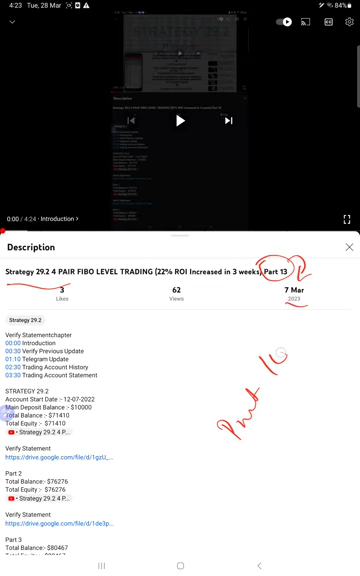 4:23 Tue, 28 Mar
84%
STRATEGY 29.2
0:00 / 4:24 · Introduction >
Description
Strategy 29.2 4 PAIR FIBO LEVEL TRADING (22% ROI Increased in 3 weeks) Part 13
3
Likes
62
Views
7 Mar
2023
Strategy 29.2
Verify Statementchapter
00:00 Introduction
00:30 Verify Previous Update
01:10 Telegram Update
02:30 Trading Account History
03:30 Trading Account Statement
Part
STRATEGY 29.2
Account Start Date :- 12-07-2022
Main Deposit Balance :- $10000
Total Balance:- $71410
Total Equity :- $71410
Strategy 29.2 4 P...
Verify Statement
https://drive.google.com/file/d/1gzU_...
Part 2
Total Balance:- $76276
Total Equity :- $76276
Strategy 29.2 4 P...
Verify Statement
https://drive.google.com/file/d/1de3p...
Part 3
Total Balance:- $80467